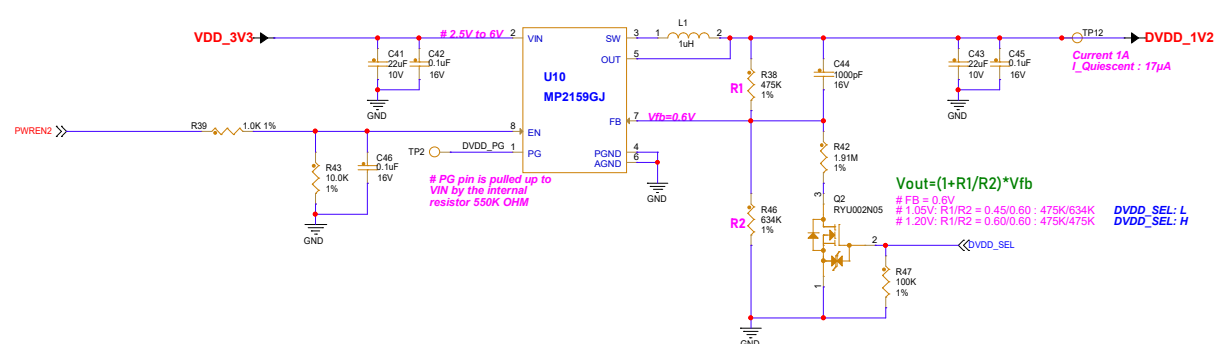 VDD_3V3
# 2.5V to 6V
2
VIN
SW
3
1
L1
1uH
2
TP12
DVDD_1V2
OUT
5
C41
22uF
10V
C42
0.1uF
16V
GND
U10
MP2159GJ
R1
R38
475K
1%
C44
1000pF
16V
C43
22uF
10V
C45
0.1uF
16V
GND
Current 1A
I_Quiescent : 17µA
PWREN2
R39
1.0K 1%
8
EN
FB
7
Vfb=0.6V
TP2
DVDD_PG
1
PG
PGND
4
AGND
6
GND
R43
10.0K
1%
C46
0.1uF
16V
GND
# PG pin is pulled up to
VIN by the internal
resistor 550K OHM
R42
1.91M
1%
R2
R46
634K
1%
3
Q2
RYU002N05
2
1
DVDD_SEL
R47
100K
1%
GND
Vout=(1+R1/R2)*Vfb
# FB = 0.6V
# 1.05V: R1/R2 = 0.45/0.60 : 475K/634K DVDD_SEL: L
# 1.20V: R1/R2 = 0.60/0.60 : 475K/475K DVDD_SEL: H